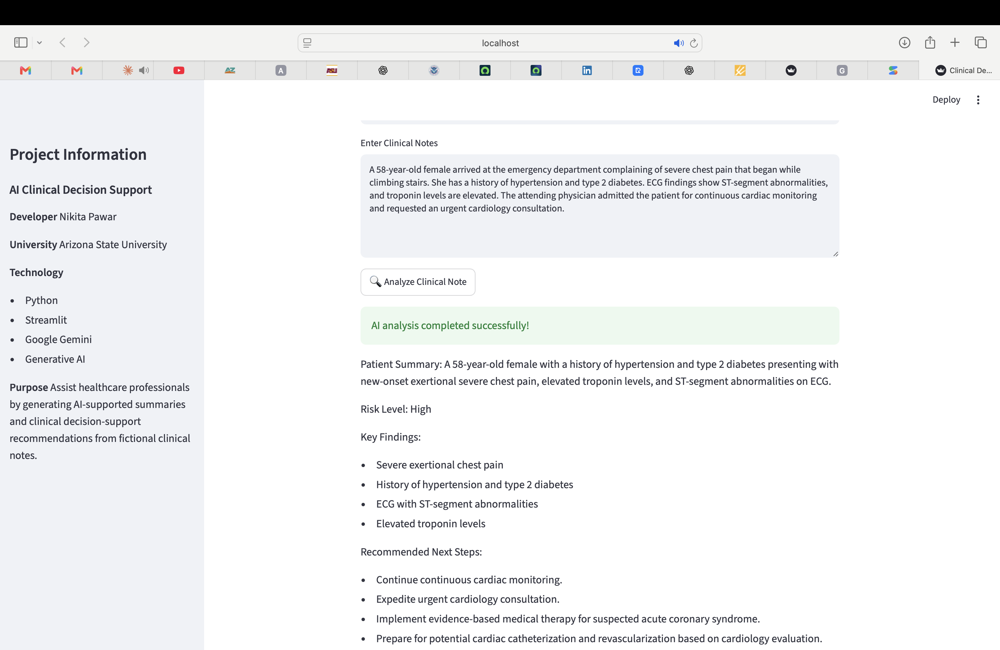 localhost
A
ASU
in
G
Clinical De...
Deploy
Project Information
AI Clinical Decision Support
Developer Nikita Pawar
University Arizona State University
Technology
• Python
• Streamlit
• Google Gemini
• Generative AI
Purpose Assist healthcare professionals
by generating AI-supported summaries
and clinical decision-support
recommendations from fictional clinical
notes.
Enter Clinical Notes
A 58-year-old female arrived at the emergency department complaining of severe chest pain that began while
climbing stairs. She has a history of hypertension and type 2 diabetes. ECG findings show ST-segment abnormalities,
and troponin levels are elevated. The attending physician admitted the patient for continuous cardiac monitoring
and requested an urgent cardiology consultation.
🔍 Analyze Clinical Note
AI analysis completed successfully!
Patient Summary: A 58-year-old female with a history of hypertension and type 2 diabetes presenting with
new-onset exertional severe chest pain, elevated troponin levels, and ST-segment abnormalities on ECG.
Risk Level: High
Key Findings:
• Severe exertional chest pain
• History of hypertension and type 2 diabetes
• ECG with ST-segment abnormalities
• Elevated troponin levels
Recommended Next Steps:
• Continue continuous cardiac monitoring.
• Expedite urgent cardiology consultation.
• Implement evidence-based medical therapy for suspected acute coronary syndrome.
• Prepare for potential cardiac catheterization and revascularization based on cardiology evaluation.